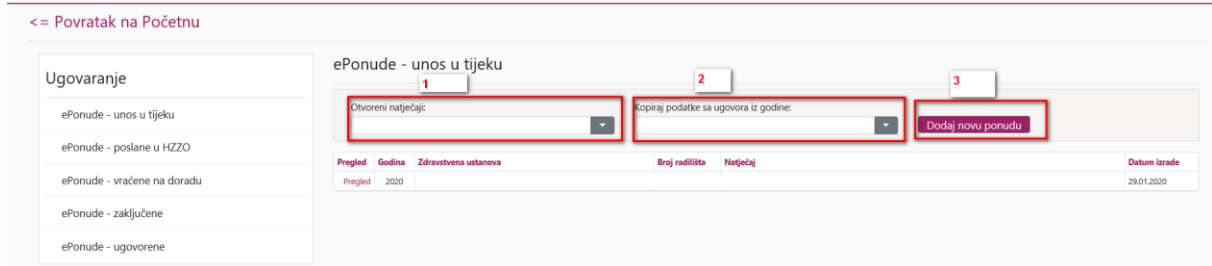 <= Povratak na Početnu
Ugovaranje
ePonude - unos u tijeku
ePonude - poslane u HZZO
ePonude - vraćene na doradu
ePonude - zaključene
ePonude - ugovorene
ePonude - unos u tijeku
1
2
3
Otvoreni natječaji:
Kopiraj podatke sa ugovora iz godine:
Dodaj novu ponudu
Pregled Godina Zdravstvena ustanova Broj radilišta Natječaj Datum izrade
Pregled 2020 29.01.2020